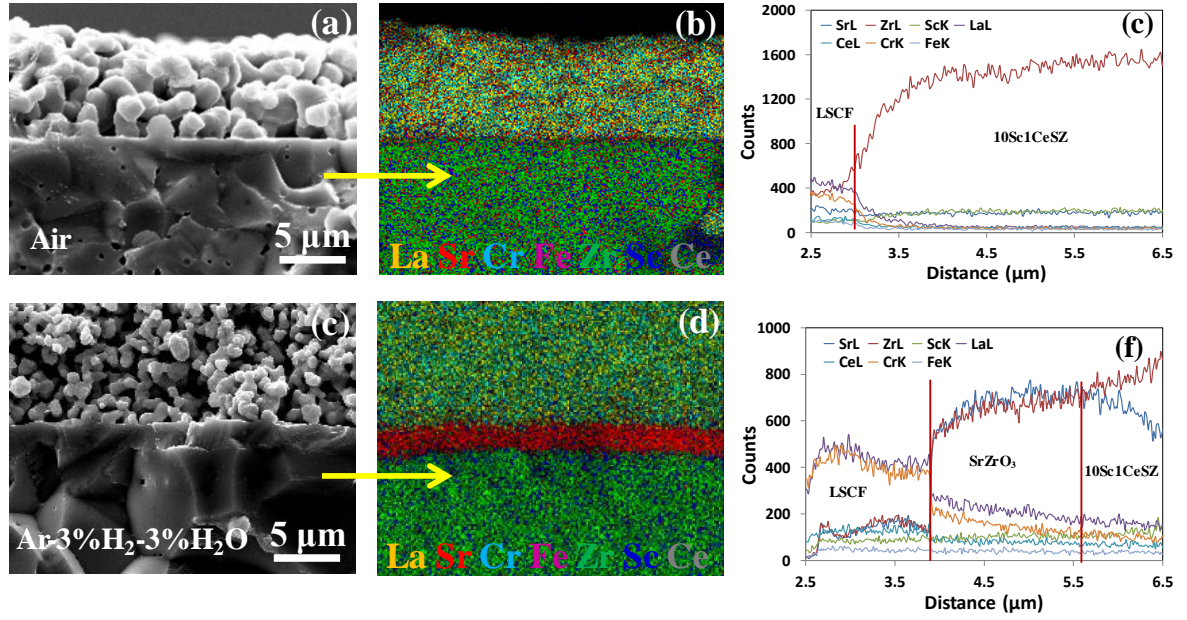 (a)
Air
5 µm
(b)
La Sr Cr Fe Zr Sc Ce
(c)
SrL ZrL ScK LaL
CeL CrK FeK
2000
1600
1200
800
400
0
Counts
LSCF
10Sc1CeSZ
2.5 3.5 4.5 5.5 6.5
Distance (µm)
(c)
Ar-3%H₂-3%H₂O
5 µm
(d)
La Sr Cr Fe Zr Sc Ce
(f)
SrL ZrL ScK LaL
CeL CrK FeK
1000
800
600
400
200
0
Counts
LSCF
SrZrO₃
10Sc1CeSZ
2.5 3.5 4.5 5.5 6.5
Distance (µm)